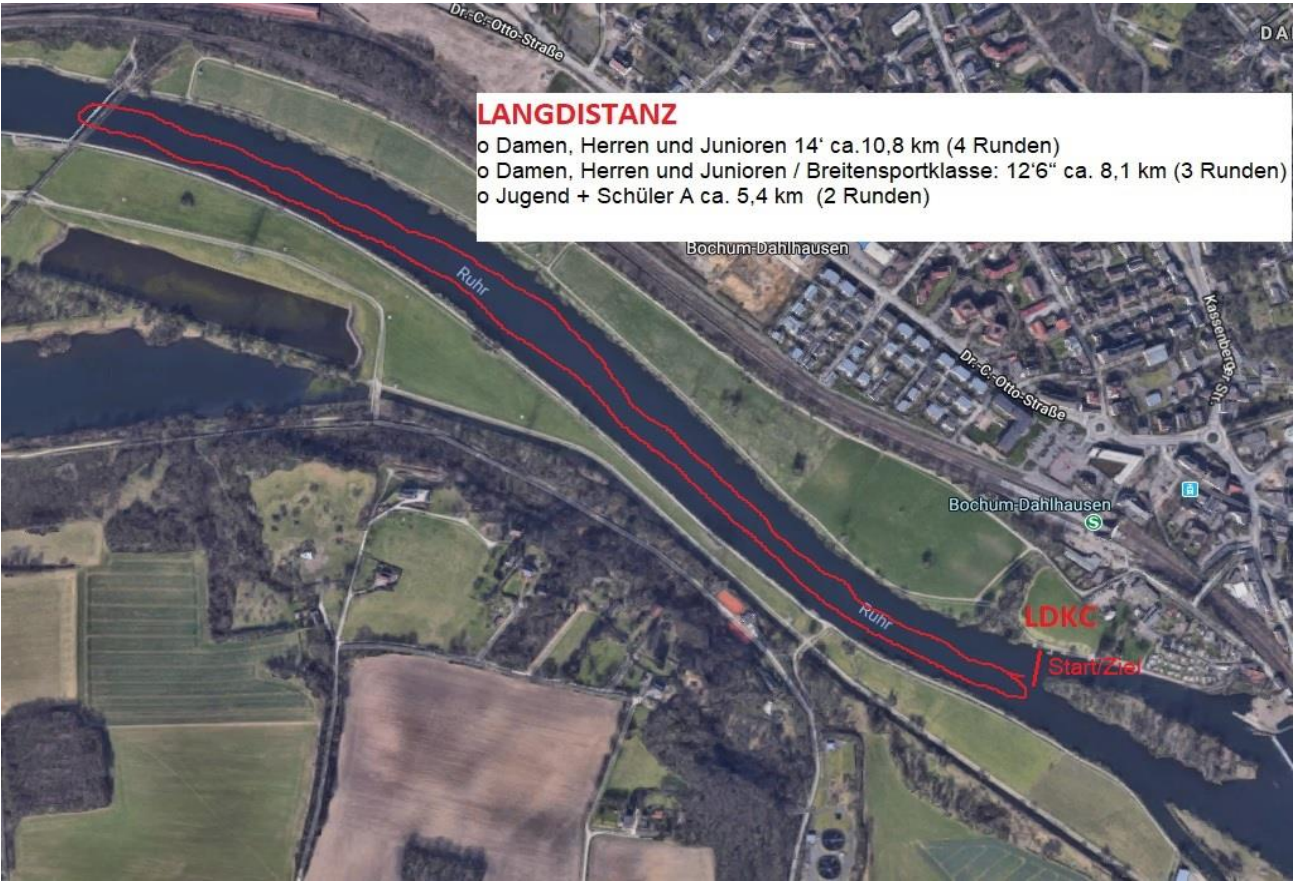 Dr.-C.-Otto-Straße
DA
LANGDISTANZ
o Damen, Herren und Junioren 14‘ ca.10,8 km (4 Runden)
o Damen, Herren und Junioren / Breitensportklasse: 12‘6“ ca. 8,1 km (3 Runden)
o Jugend + Schüler A ca. 5,4 km  (2 Runden)
Bochum-Dahlhausen
Ruhr
Kassenberger Str.
Dr.-C.-Otto-Straße
Bochum-Dahlhausen
S
Ruhr
LDKC
Start/Ziel